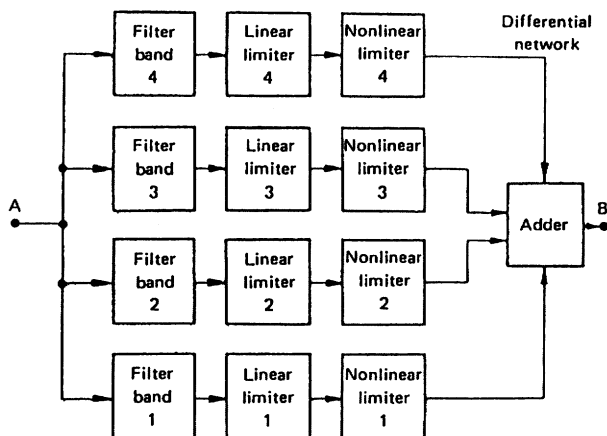 Differential
network
Filter
band
4
Linear
limiter
4
Nonlinear
limiter
4
Filter
band
3
Linear
limiter
3
Nonlinear
limiter
3
A
Adder
B
Filter
band
2
Linear
limiter
2
Nonlinear
limiter
2
Filter
band
1
Linear
limiter
1
Nonlinear
limiter
1